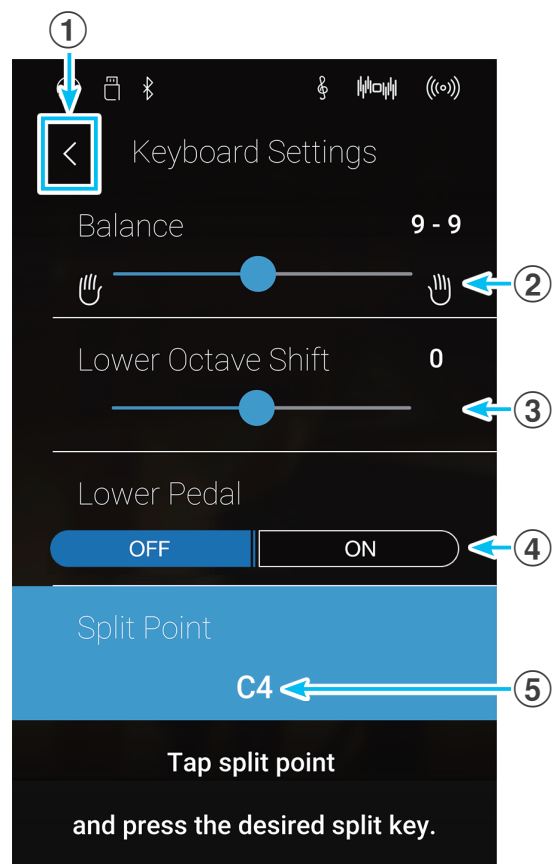 1
Keyboard Settings
Balance 9 - 9
2
Lower Octave Shift 0
3
Lower Pedal
OFF ON
4
Split Point
C4
5
Tap split point
and press the desired split key.